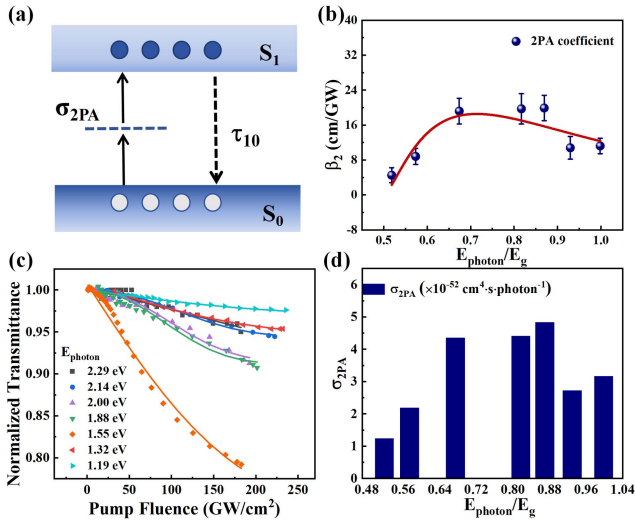 (a)
S₁
σ₂PA
τ₁₀
S₀
(b)
2PA coefficient
β₂ (cm/GW)
40
32
24
16
8
0
-8
0.5 0.6 0.7 0.8 0.9 1.0
E_photon/E_g
(c)
Normalized Transmittance
1.00
0.95
0.90
0.85
0.80
E_photon
2.29 eV
2.14 eV
2.00 eV
1.88 eV
1.55 eV
1.32 eV
1.19 eV
0 50 100 150 200 250
Pump Fluence (GW/cm²)
(d)
σ₂PA (×10⁻⁵² cm⁴·s·photon⁻¹)
σ₂PA
6
5
4
3
2
1
0
0.48 0.56 0.64 0.72 0.80 0.88 0.96 1.04
E_photon/E_g